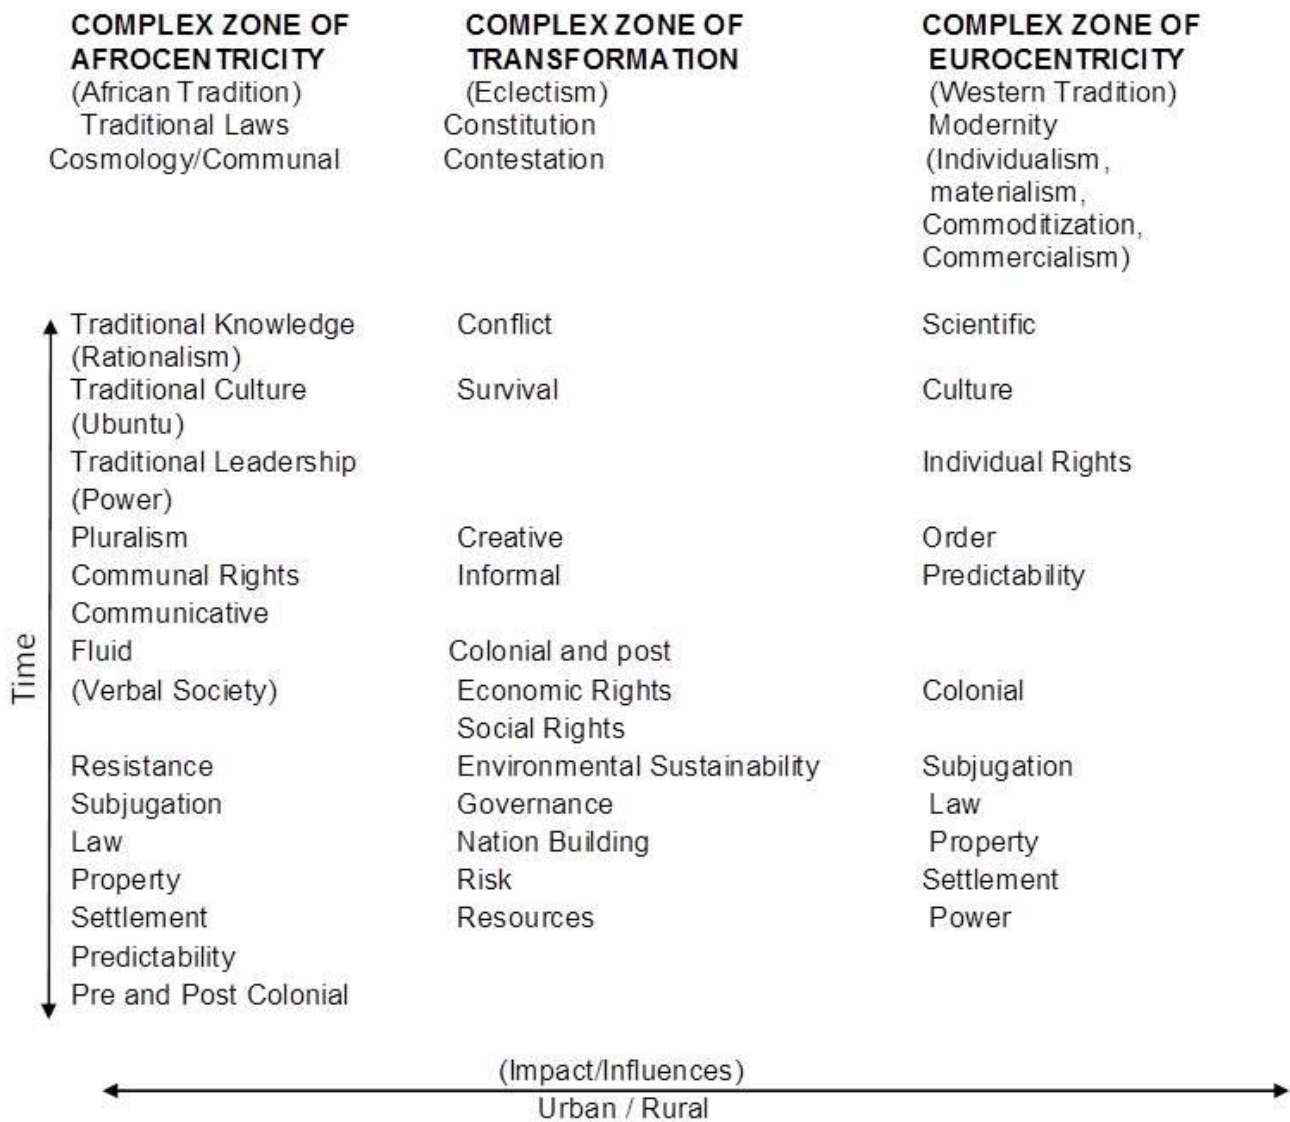 COMPLEX ZONE OF
AFROCENTRICITY
(African Tradition)
Traditional Laws
Cosmology/Communal
COMPLEX ZONE OF
TRANSFORMATION
(Eclectism)
Constitution
Contestation
COMPLEX ZONE OF
EUROCENTRICITY
(Western Tradition)
Modernity
(Individualism,
materialism,
Commoditization,
Commercialism)
Time
Traditional Knowledge
(Rationalism)
Traditional Culture
(Ubuntu)
Traditional Leadership
(Power)
Pluralism
Communal Rights
Communicative
Fluid
(Verbal Society)
Resistance
Subjugation
Law
Property
Settlement
Predictability
Pre and Post Colonial
Conflict
Survival
Creative
Informal
Colonial and post
Economic Rights
Social Rights
Environmental Sustainability
Governance
Nation Building
Risk
Resources
Scientific
Culture
Individual Rights
Order
Predictability
Colonial
Subjugation
Law
Property
Settlement
Power
(Impact/Influences)
Urban / Rural